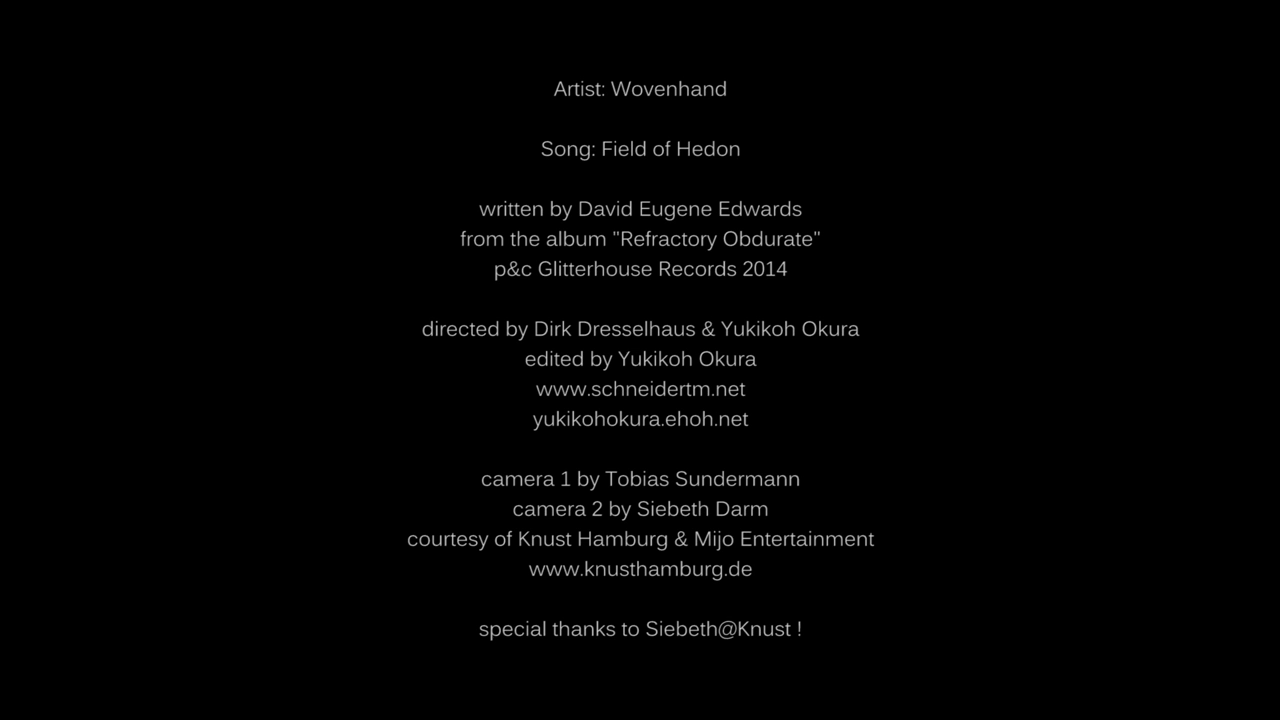 Artist: Wovenhand
Song: Field of Hedon
written by David Eugene Edwards
from the album "Refractory Obdurate"
p&c Glitterhouse Records 2014
directed by Dirk Dresselhaus & Yukikoh Okura
edited by Yukikoh Okura
www.schneidertm.net
yukikohokura.ehoh.net
camera 1 by Tobias Sundermann
camera 2 by Siebeth Darm
courtesy of Knust Hamburg & Mijo Entertainment
www.knusthamburg.de
special thanks to Siebeth@Knust !